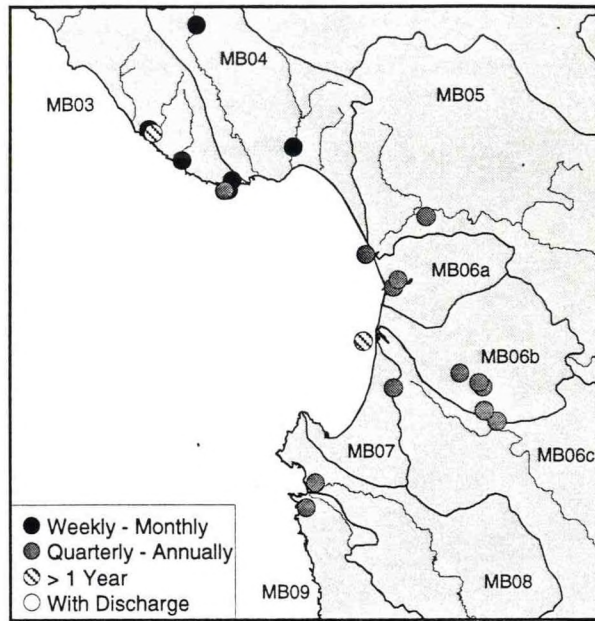 MB04
MB03
MB05
MB06a
MB06b
MB07
MB06c
Weekly - Monthly
Quarterly - Annually
> 1 Year
With Discharge
MB09
MB08